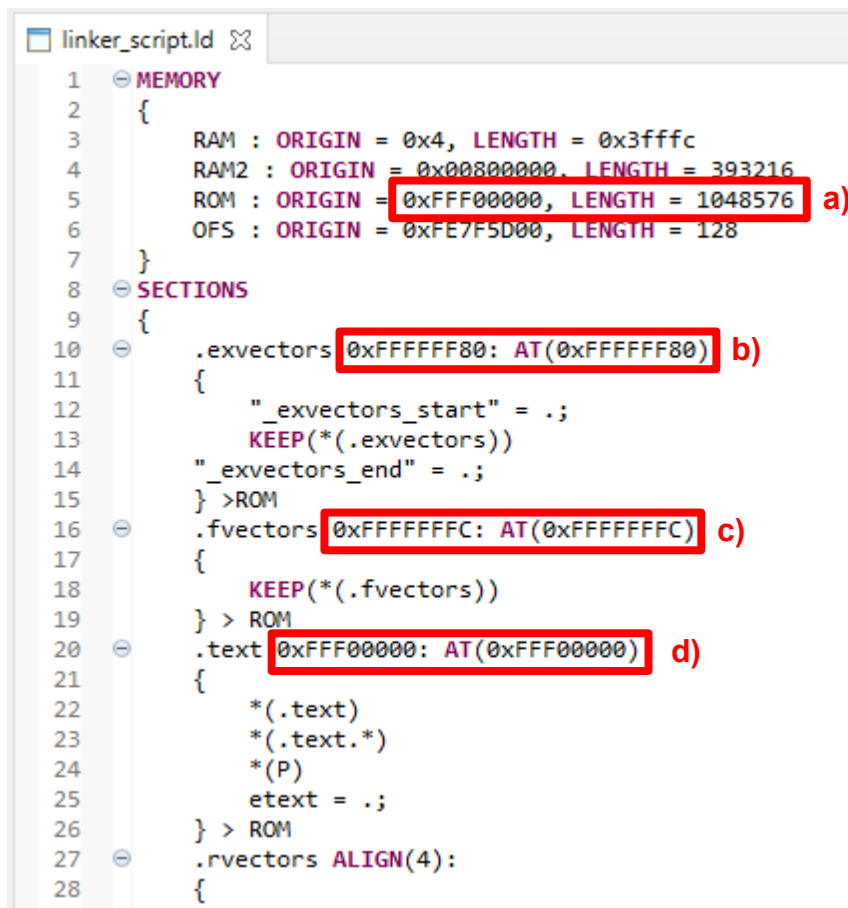 linker_script.ld
1 MEMORY
2 {
3 RAM : ORIGIN = 0x4, LENGTH = 0x3fffc
4 RAM2 : ORIGIN = 0x00800000, LENGTH = 393216
5 ROM : ORIGIN = 0xFFF00000, LENGTH = 1048576 a)
6 OFS : ORIGIN = 0xFE7F5D00, LENGTH = 128
7 }
8 SECTIONS
9 {
10 .exvectors 0xFFFFFF80: AT(0xFFFFFF80) b)
11 {
12 "_exvectors_start" = .;
13 KEEP(*(.exvectors))
14 "_exvectors_end" = .;
15 } >ROM
16 .fvectors 0xFFFFFFFC: AT(0xFFFFFFFC) c)
17 {
18 KEEP(*(.fvectors))
19 } > ROM
20 .text 0xFFF00000: AT(0xFFF00000) d)
21 {
22 *(.text)
23 *(.text.*)
24 *(P)
25 etext = .;
26 } > ROM
27 .rvectors ALIGN(4):
28 {